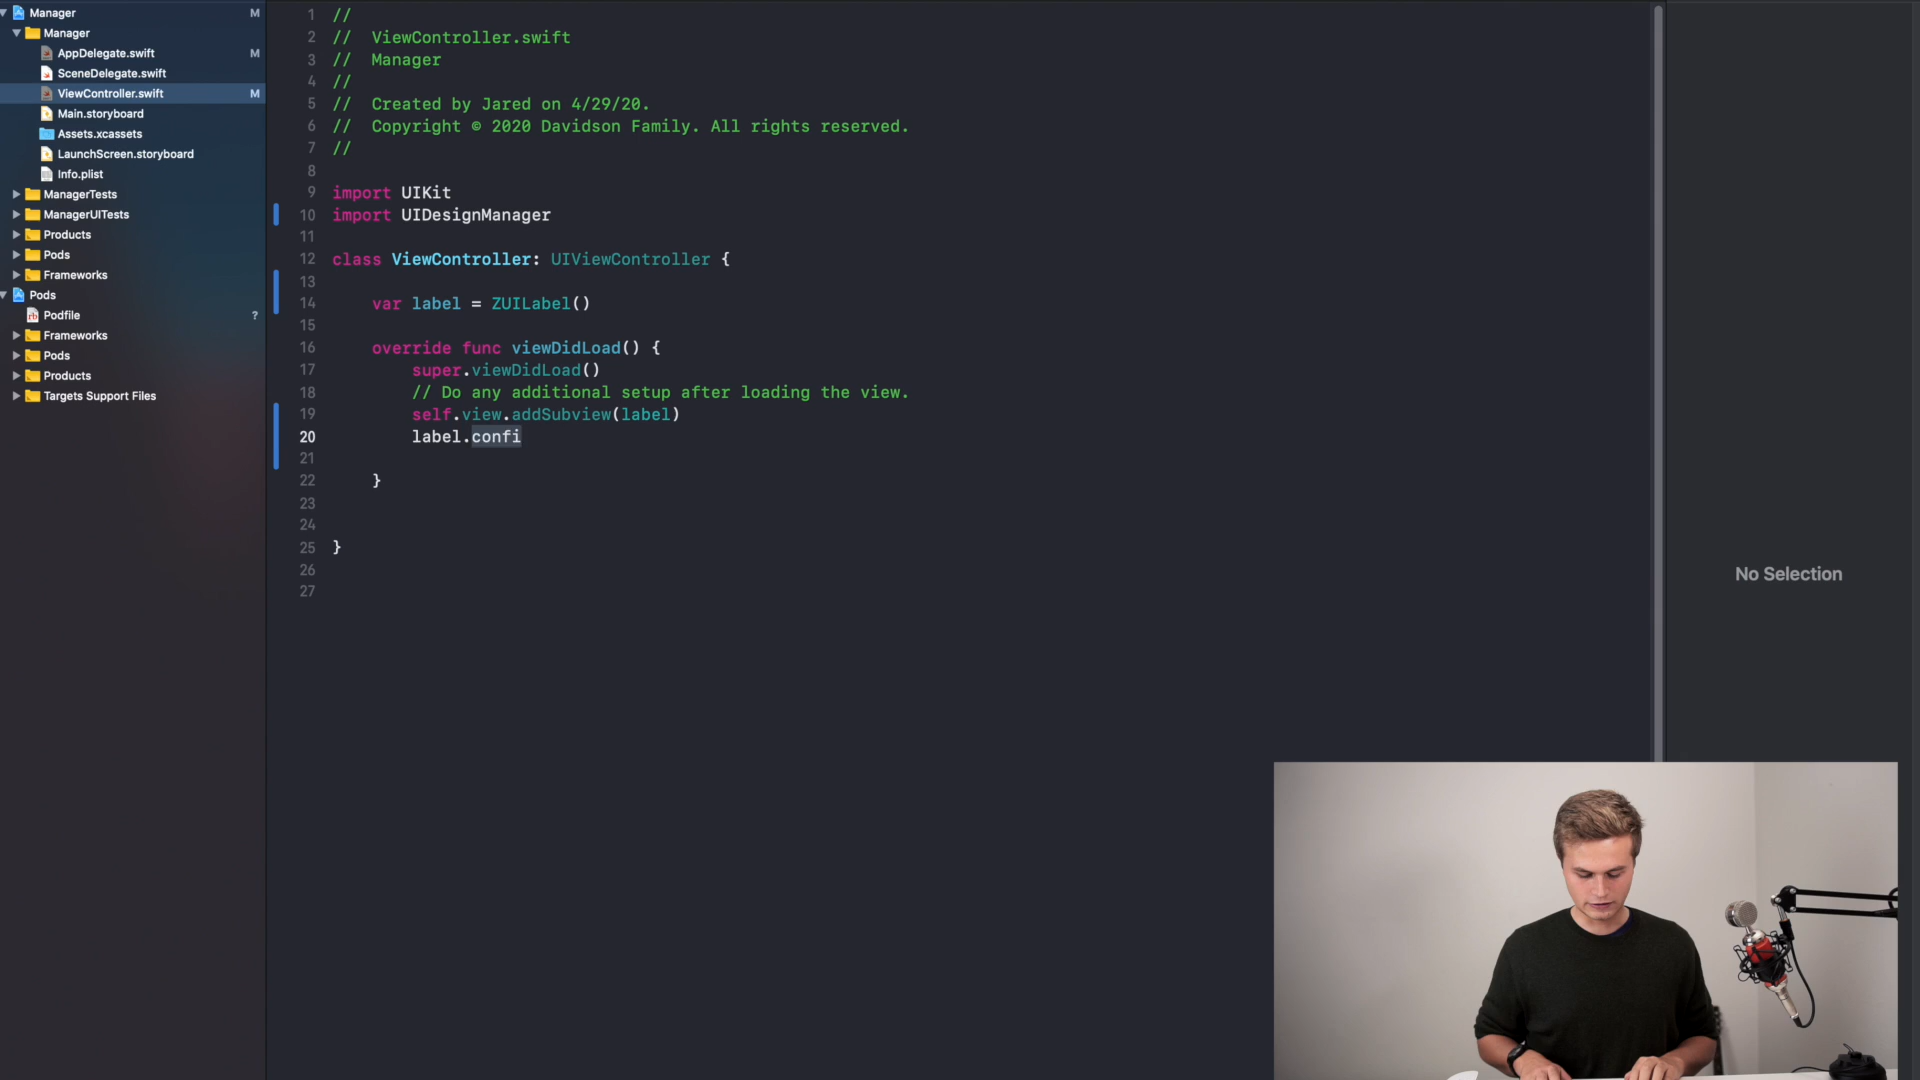 Manager M
Manager
AppDelegate.swift M
SceneDelegate.swift
ViewController.swift M
Main.storyboard
Assets.xcassets
LaunchScreen.storyboard
Info.plist
ManagerTests
ManagerUITests
Products
Pods
Frameworks
Pods
Podfile ?
Frameworks
Pods
Products
Targets Support Files
1 //
2 //  ViewController.swift
3 //  Manager
4 //
5 //  Created by Jared on 4/29/20.
6 //  Copyright © 2020 Davidson Family. All rights reserved.
7 //
8
9 import UIKit
10 import UIDesignManager
11
12 class ViewController: UIViewController {
13
14     var label = ZUILabel()
15
16     override func viewDidLoad() {
17         super.viewDidLoad()
18         // Do any additional setup after loading the view.
19         self.view.addSubview(label)
20         label.confi
21
22     }
23
24
25 }
26
27
No Selection